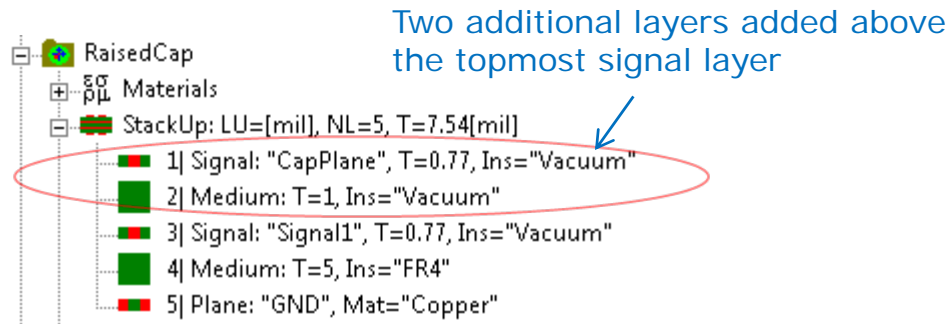 Two additional layers added above
the topmost signal layer
RaisedCap
εσ
ρμ Materials
StackUp: LU=[mil], NL=5, T=7.54[mil]
1| Signal: "CapPlane", T=0.77, Ins="Vacuum"
2| Medium: T=1, Ins="Vacuum"
3| Signal: "Signal1", T=0.77, Ins="Vacuum"
4| Medium: T=5, Ins="FR4"
5| Plane: "GND", Mat="Copper"